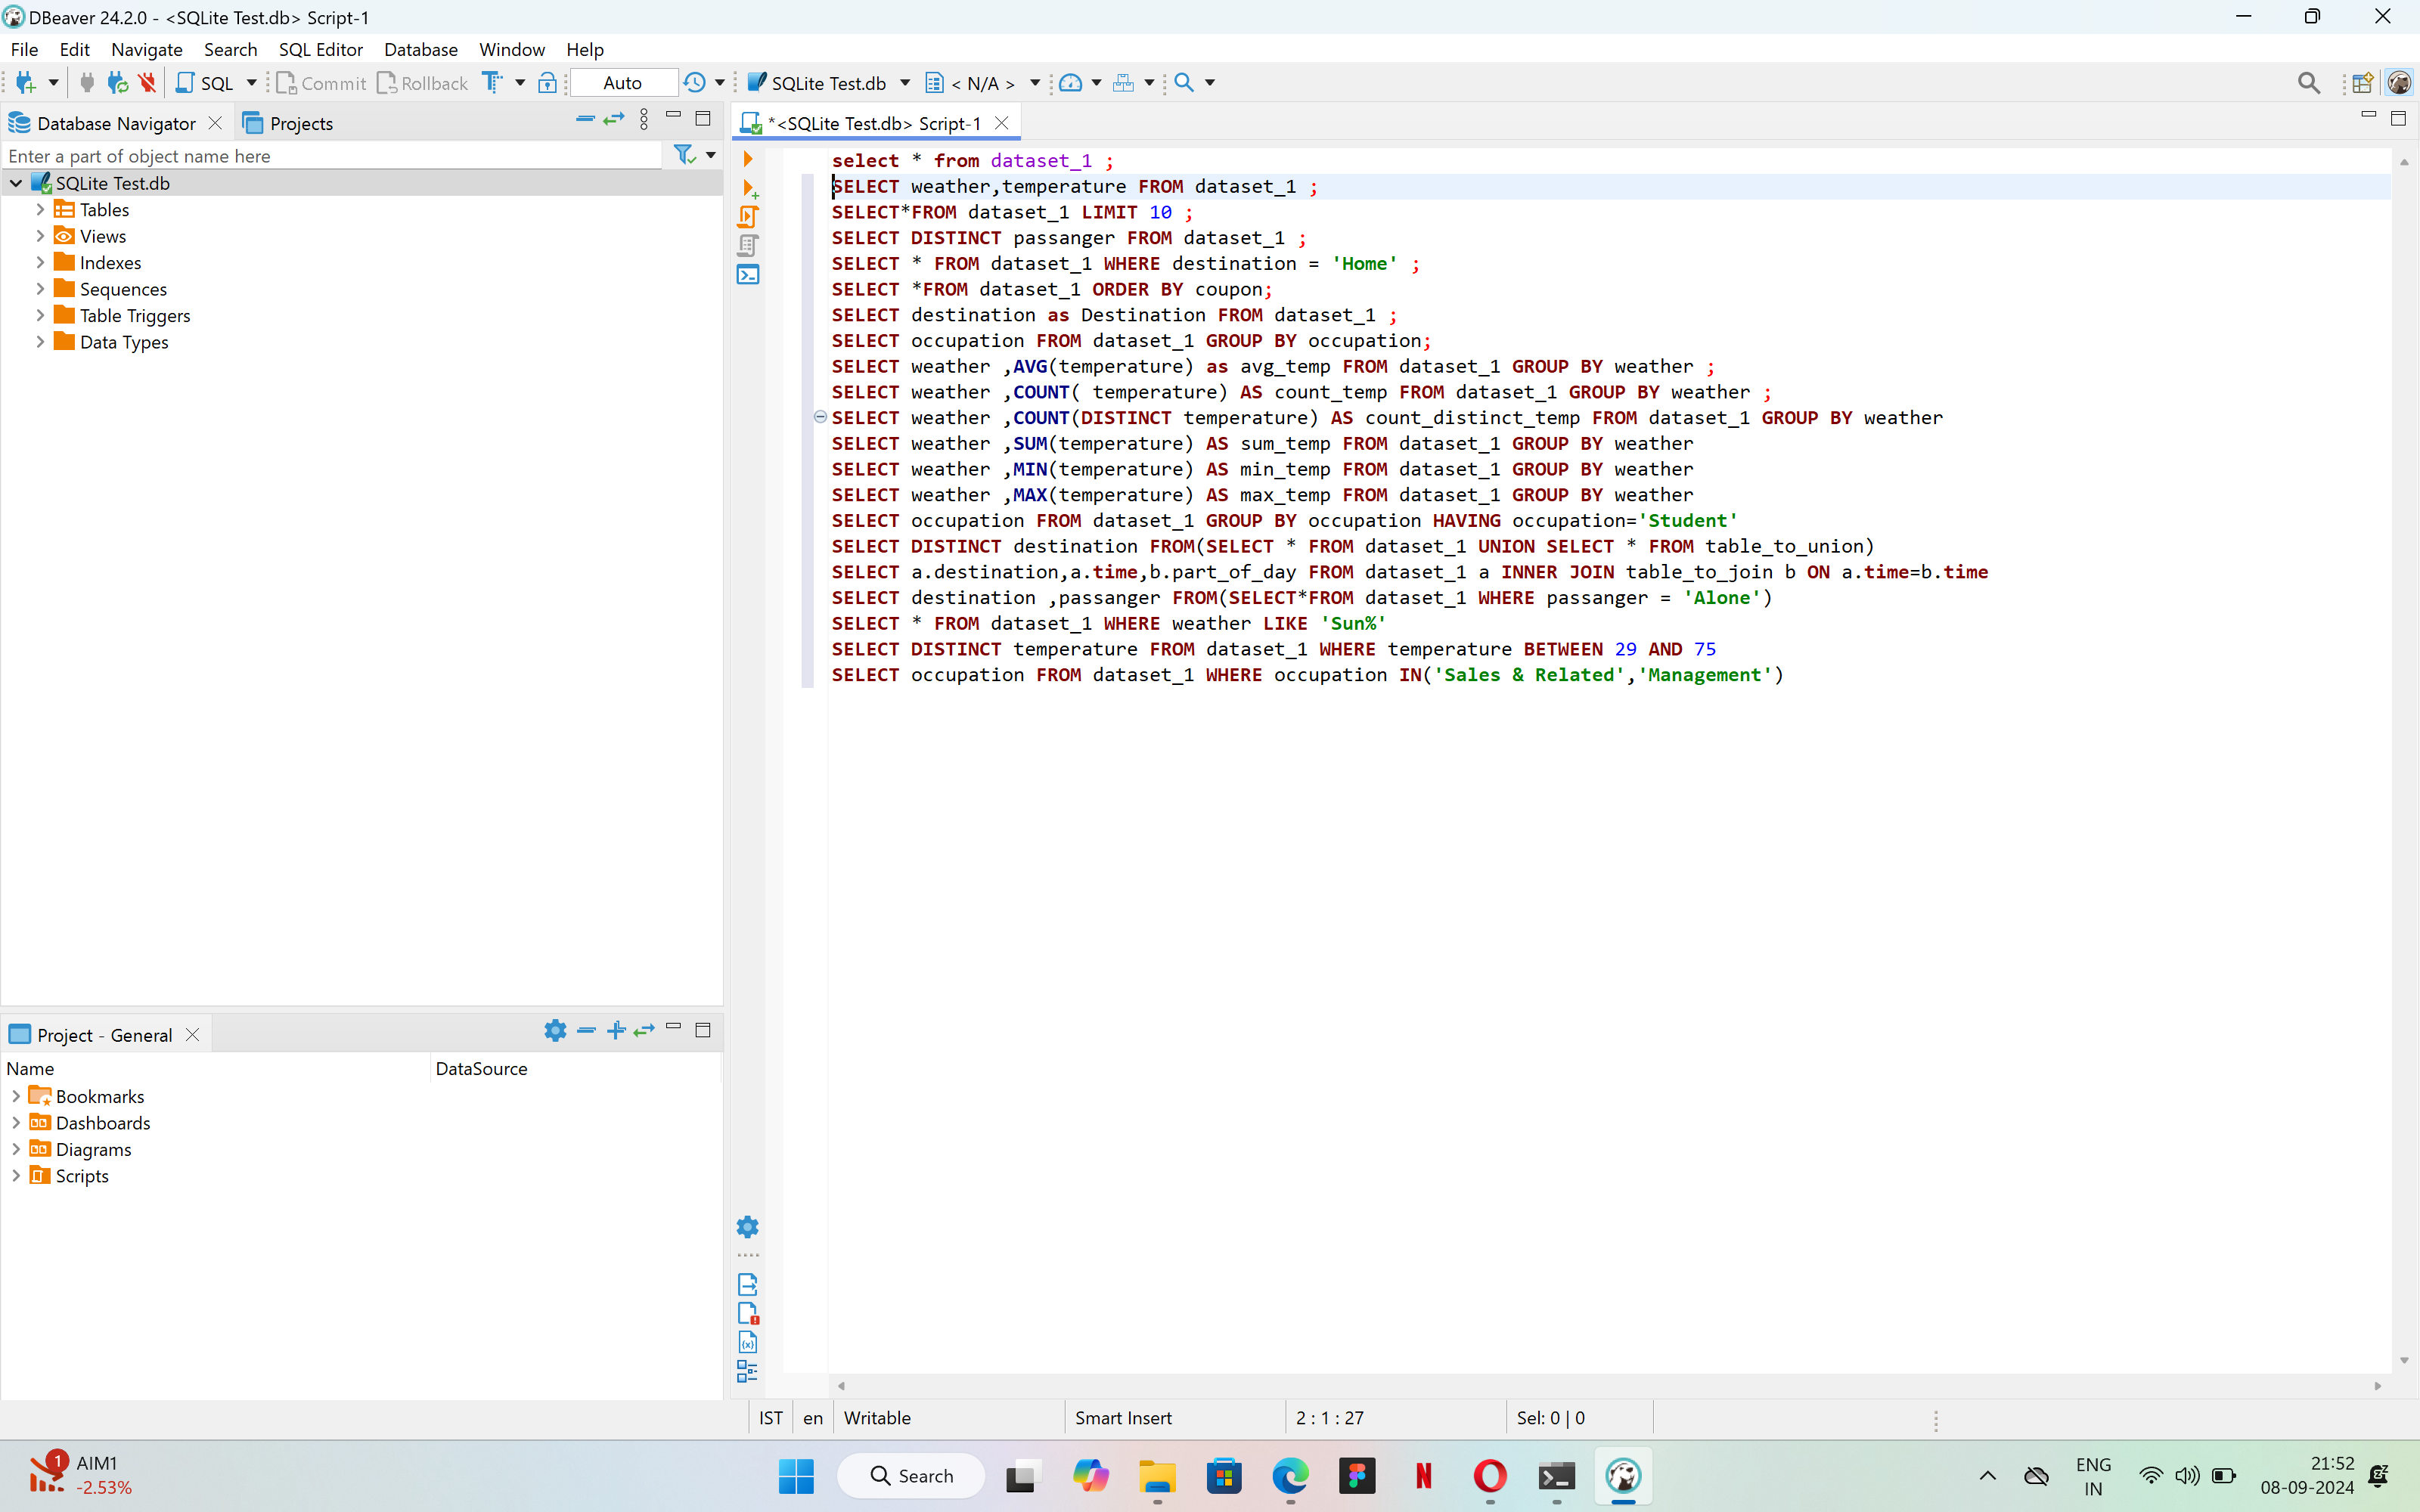 DBeaver 24.2.0 - <SQLite Test.db> Script-1
File Edit Navigate Search SQL Editor Database Window Help
SQL Commit Rollback Auto SQLite Test.db < N/A >
Database Navigator Projects
*<SQLite Test.db> Script-1
Enter a part of object name here
SQLite Test.db
Tables
Views
Indexes
Sequences
Table Triggers
Data Types
select * from dataset_1 ;
SELECT weather,temperature FROM dataset_1 ;
SELECT*FROM dataset_1 LIMIT 10 ;
SELECT DISTINCT passanger FROM dataset_1 ;
SELECT * FROM dataset_1 WHERE destination = 'Home' ;
SELECT *FROM dataset_1 ORDER BY coupon;
SELECT destination as Destination FROM dataset_1 ;
SELECT occupation FROM dataset_1 GROUP BY occupation;
SELECT weather ,AVG(temperature) as avg_temp FROM dataset_1 GROUP BY weather ;
SELECT weather ,COUNT( temperature) AS count_temp FROM dataset_1 GROUP BY weather ;
SELECT weather ,COUNT(DISTINCT temperature) AS count_distinct_temp FROM dataset_1 GROUP BY weather
SELECT weather ,SUM(temperature) AS sum_temp FROM dataset_1 GROUP BY weather
SELECT weather ,MIN(temperature) AS min_temp FROM dataset_1 GROUP BY weather
SELECT weather ,MAX(temperature) AS max_temp FROM dataset_1 GROUP BY weather
SELECT occupation FROM dataset_1 GROUP BY occupation HAVING occupation='Student'
SELECT DISTINCT destination FROM(SELECT * FROM dataset_1 UNION SELECT * FROM table_to_union)
SELECT a.destination,a.time,b.part_of_day FROM dataset_1 a INNER JOIN table_to_join b ON a.time=b.time
SELECT destination ,passanger FROM(SELECT*FROM dataset_1 WHERE passanger = 'Alone')
SELECT * FROM dataset_1 WHERE weather LIKE 'Sun%'
SELECT DISTINCT temperature FROM dataset_1 WHERE temperature BETWEEN 29 AND 75
SELECT occupation FROM dataset_1 WHERE occupation IN('Sales & Related','Management')
Project - General
Name DataSource
Bookmarks
Dashboards
Diagrams
Scripts
IST en Writable Smart Insert 2 : 1 : 27 Sel: 0 | 0
1 AIM1
-2.53%
Search
ENG
IN
21:52
08-09-2024